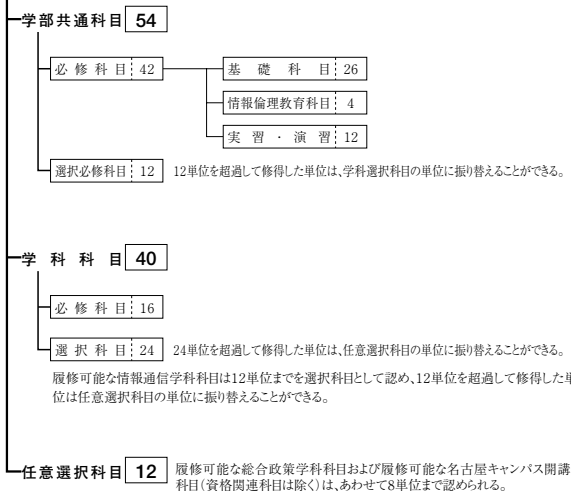 学部共通科目 54
必修科目 42
基礎科目 26
情報倫理教育科目 4
実習・演習 12
選択必修科目 12 12単位を超過して修得した単位は、学科選択科目の単位に振り替えることができる。
学科科目 40
必修科目 16
選択科目 24 24単位を超過して修得した単位は、任意選択科目の単位に振り替えることができる。
履修可能な情報通信学科科目は12単位までを選択科目として認め、12単位を超過して修得した単
位は任意選択科目の単位に振り替えることができる。
任意選択科目 12 履修可能な総合政策学科科目および履修可能な名古屋キャンパス開講
科目(資格関連科目は除く)は、あわせて8単位まで認められる。